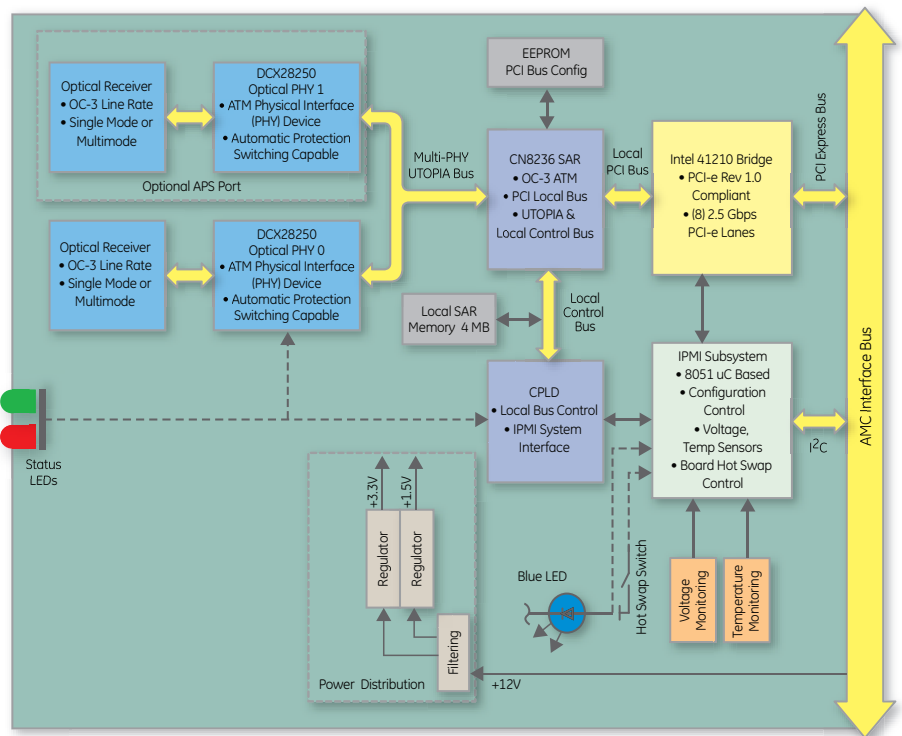 Optical Receiver
• OC-3 Line Rate
• Single Mode or
Multimode
DCX28250
Optical PHY 1
• ATM Physical Interface
(PHY) Device
• Automatic Protection
Switching Capable
Optional APS Port
Optical Receiver
• OC-3 Line Rate
• Single Mode or
Multimode
DCX28250
Optical PHY 0
• ATM Physical Interface
(PHY) Device
• Automatic Protection
Switching Capable
Multi-PHY
UTOPIA Bus
EEPROM
PCI Bus Config
CN8236 SAR
• OC-3 ATM
• PCI Local Bus
• UTOPIA &
Local Control Bus
Local
PCI Bus
Intel 41210 Bridge
• PCI-e Rev 1.0
Compliant
• (8) 2.5 Gbps
PCI-e Lanes
PCI Express Bus
AMC Interface Bus
Local SAR
Memory 4 MB
Local
Control
Bus
CPLD
• Local Bus Control
• IPMI System
Interface
IPMI Subsystem
• 8051 uC Based
• Configuration
Control
• Voltage,
Temp Sensors
• Board Hot Swap
Control
I2C
Status
LEDs
+3.3V
+1.5V
Regulator
Regulator
Filtering
Power Distribution
+12V
Blue LED
Hot Swap Switch
Voltage
Monitoring
Temperature
Monitoring